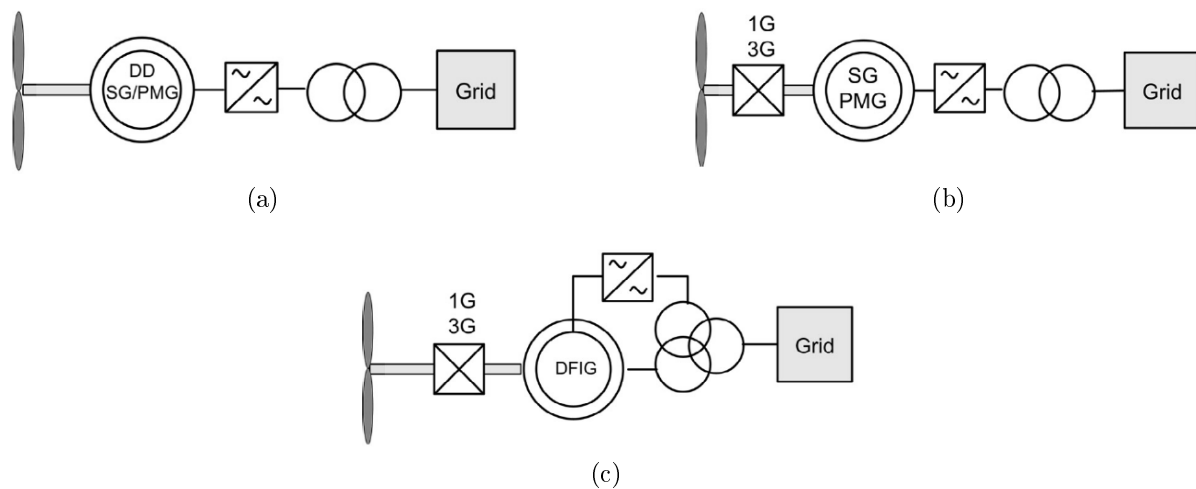 DD
SG/PMG
Grid
(a)
1G
3G
SG
PMG
Grid
(b)
1G
3G
DFIG
Grid
(c)